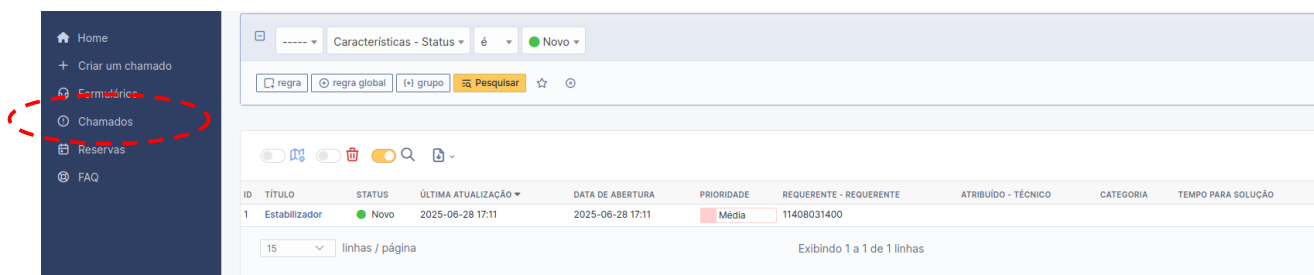 Home
Criar um chamado
Formulários
Chamados
Reservas
FAQ
----- Características - Status é Novo
regra regra global grupo Pesquisar
ID TÍTULO STATUS ÚLTIMA ATUALIZAÇÃO DATA DE ABERTURA PRIORIDADE REQUERENTE - REQUERENTE ATRIBUÍDO - TÉCNICO CATEGORIA TEMPO PARA SOLUÇÃO
1 Estabilizador Novo 2025-06-28 17:11 2025-06-28 17:11 Média 11408031400
15 linhas / página Exibindo 1 a 1 de 1 linhas